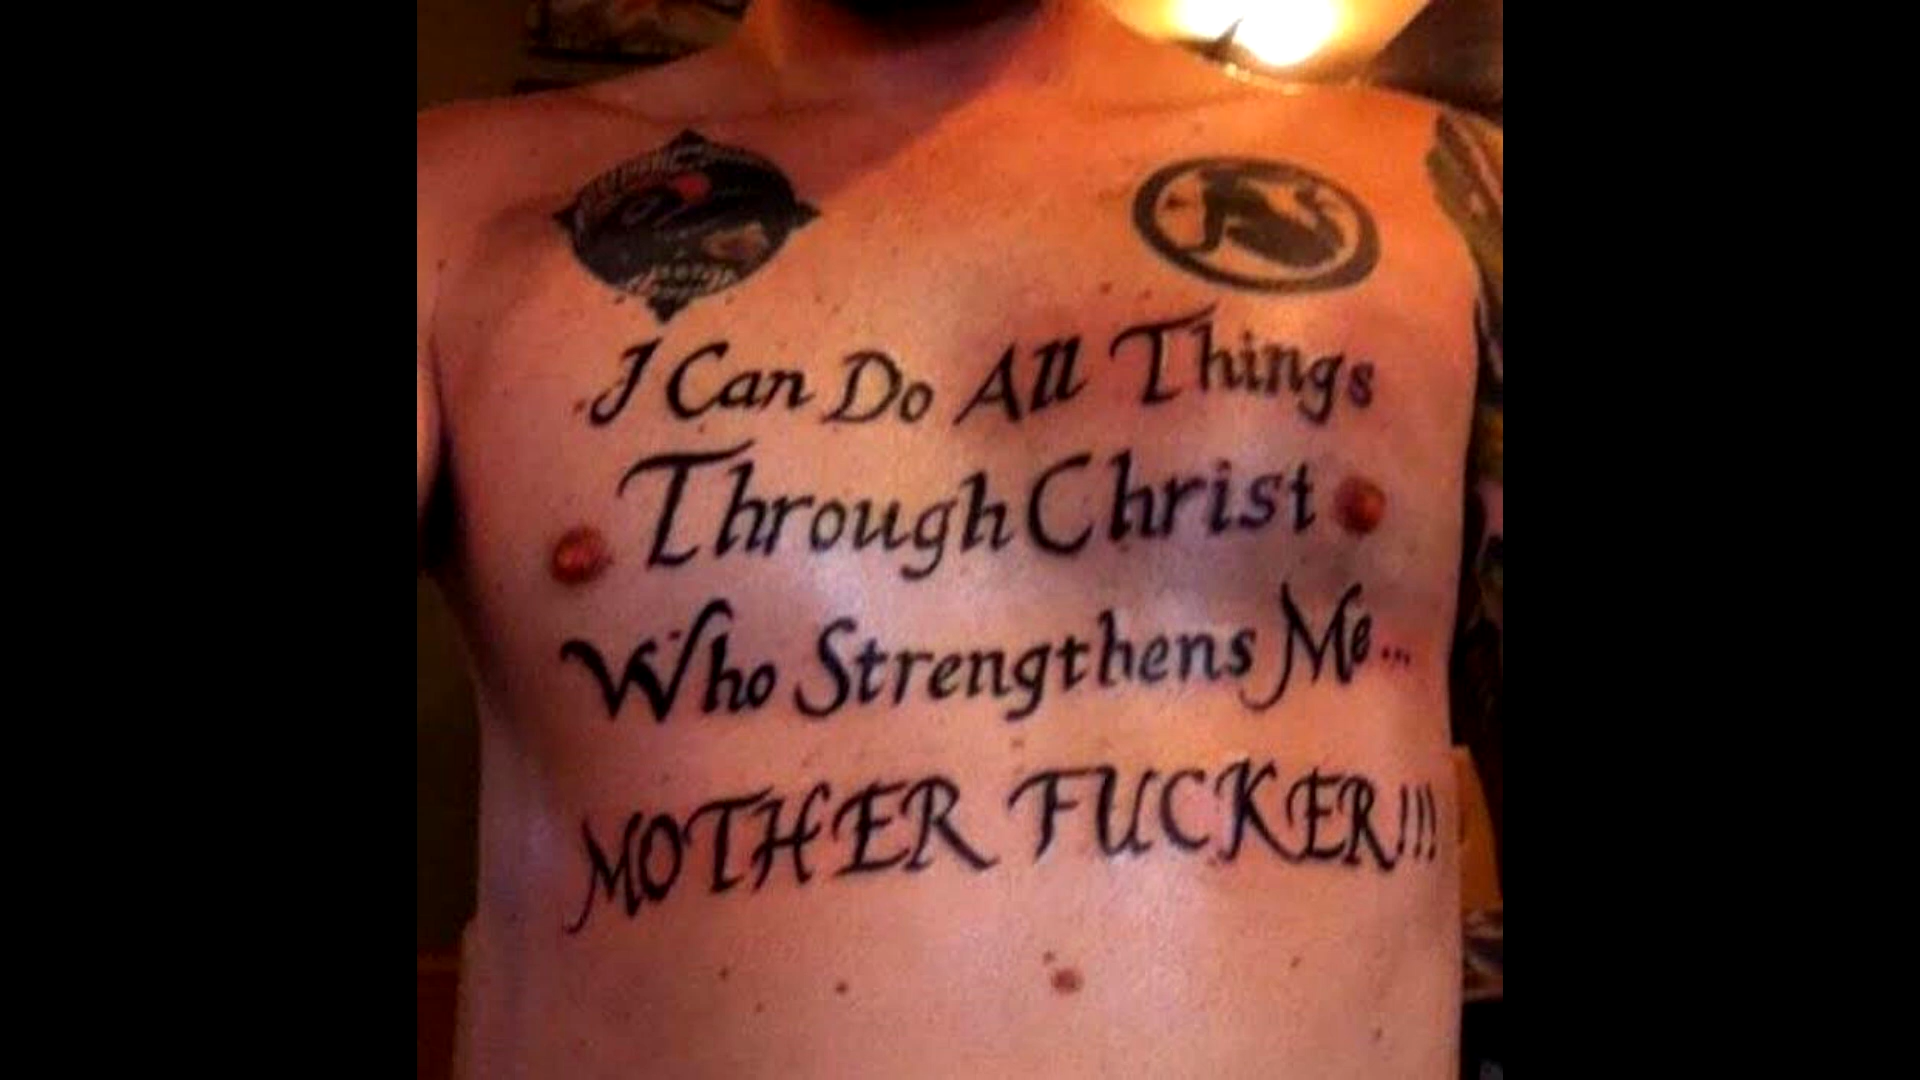 I Can Do All Things
Through Christ
Who Strengthens Me...
MOTHER FUCKER!!!